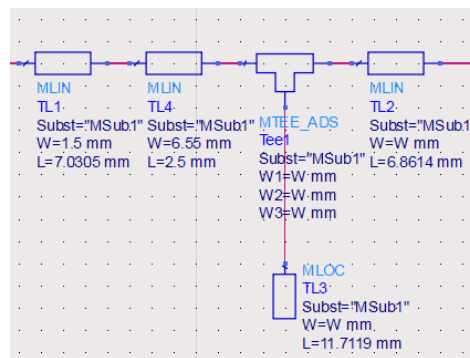 MLIN
TL1
Subst="MSub1"
W=1.5 mm
L=7.0305 mm
MLIN
TL4
Subst="MSub1"
W=6.55 mm
L=2.5 mm
MTEE_ADS
Tee1
Subst="MSub1"
W1=W mm
W2=W mm
W3=W mm
MLIN
TL2
Subst="MSub1"
W=W mm
L=6.8614 mm
MLOC
TL3
Subst="MSub1"
W=W mm
L=11.7119 mm